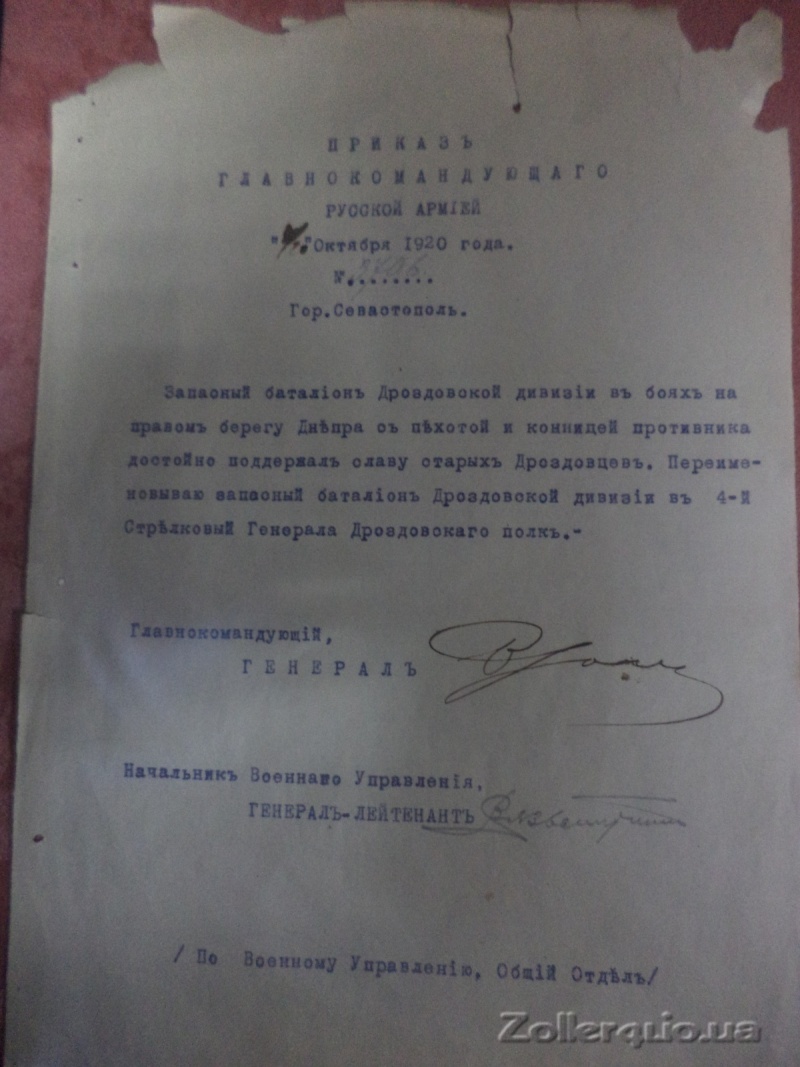 ПРИКАЗЪ
ГЛАВНОКОМАНДУЮЩАГО
РУССКОЙ АРМІЕЙ
" "Октября 1920 года.
№.........
Гор.Севастополь.
Запасный баталіонъ Дроздовской дивизіи въ бояхъ на
правомъ берегу Днѣпра съ пѣхотой и конницей противника
достойно поддержалъ славу старыхъ Дроздовцевъ. Переиме-
новываю запасный баталіонъ Дроздовской дивизіи въ 4-й
Стрѣлковый Генерала Дроздовскаго полкъ.-
Главнокомандующій,
ГЕНЕРАЛЪ
Начальникъ Военнаго Управленія,
ГЕНЕРАЛЪ-ЛЕЙТЕНАНТЪ
/ По Военному Управленію, Общій Отдѣлъ/
Zollerquo.ua